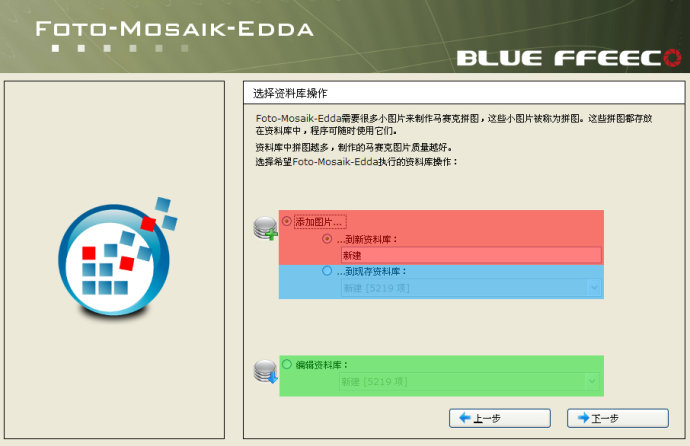 FOTO-MOSAIK-EDDA
BLUE FFEECO
选择资料库操作
Foto-Mosaik-Edda需要很多小图片来制作马赛克拼图，这些小图片被称为拼图。这些拼图都存放
在资料库中，程序可随时使用它们。
资料库中拼图越多，制作的马赛克图片质量越好。
选择希望Foto-Mosaik-Edda执行的资料库操作：
添加图片...
...到新资料库：
新建
...到现存资料库：
新建 [5219 项]
编辑资料库：
新建 [5219 项]
上一步
下一步